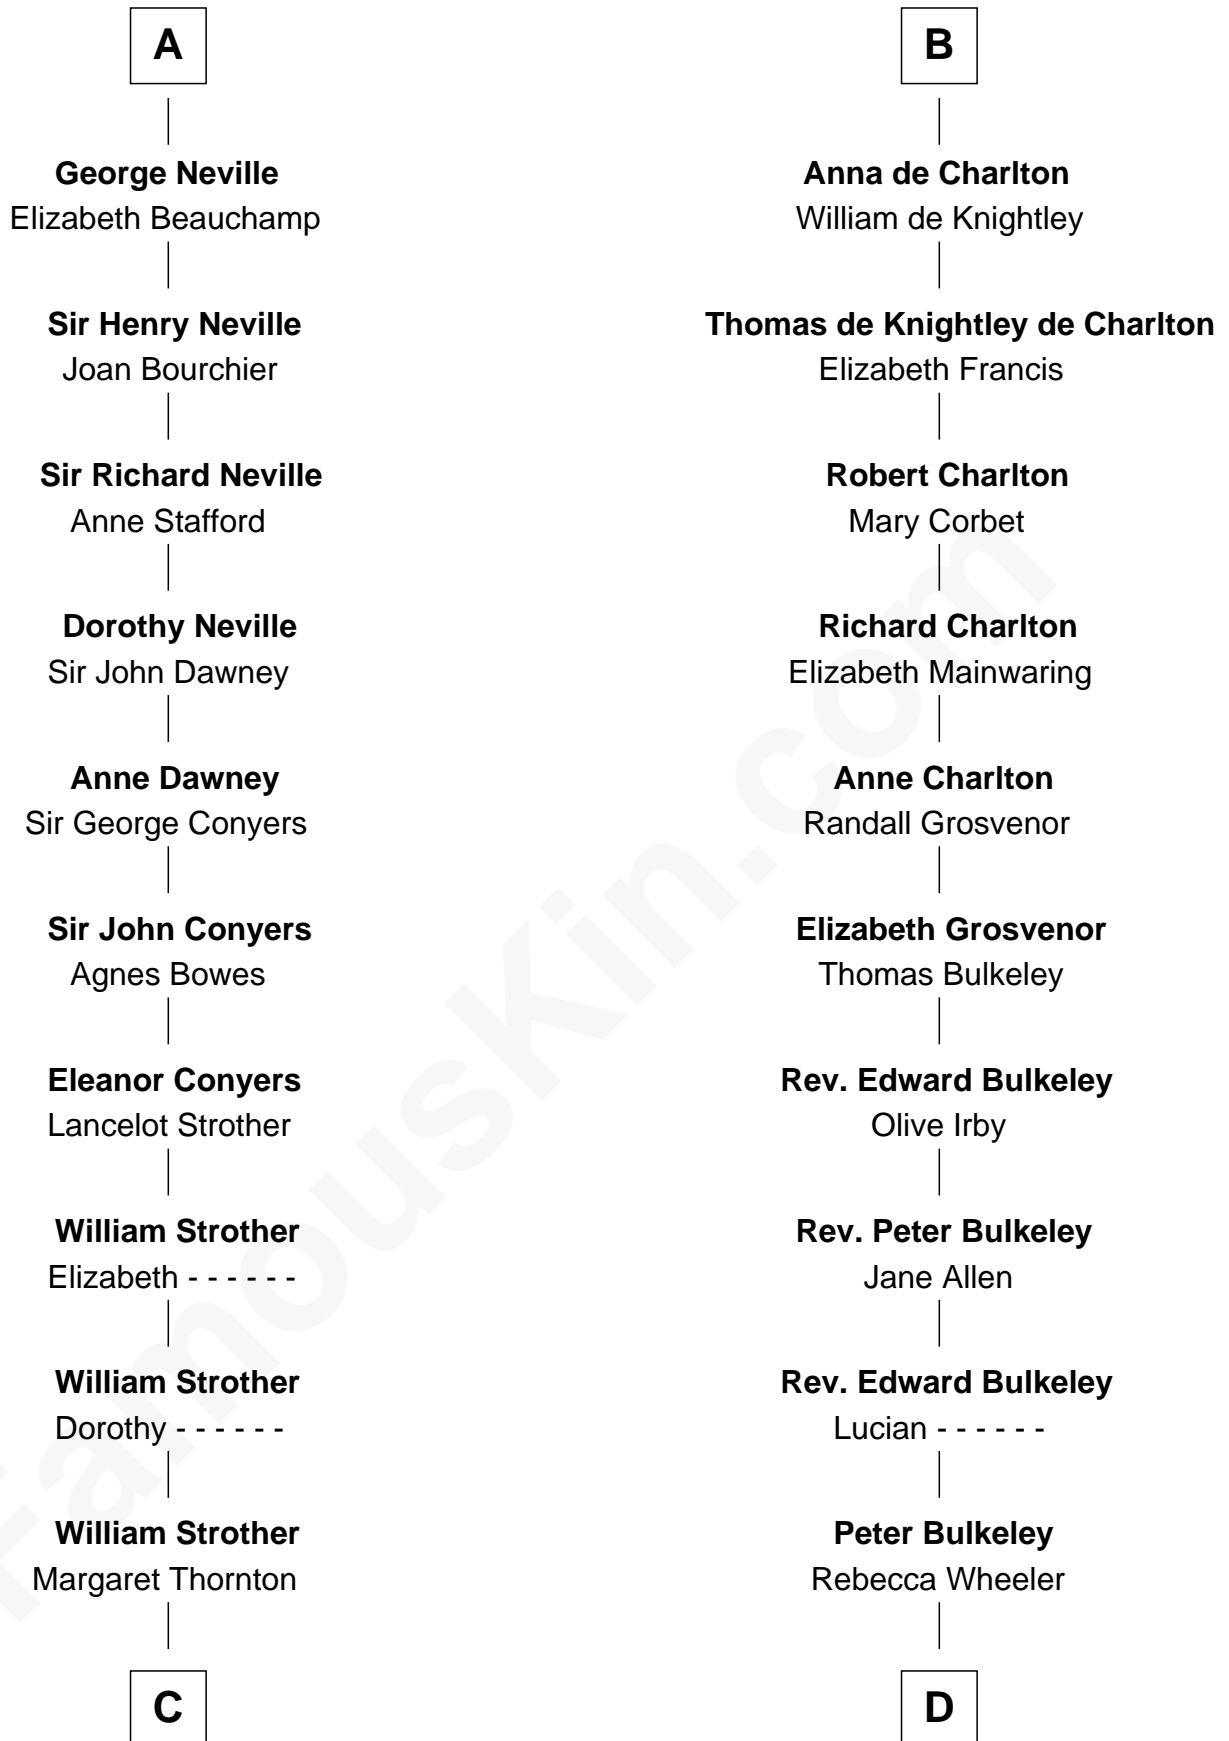 A
George Neville
Elizabeth Beauchamp
Sir Henry Neville
Joan Bourchier
Sir Richard Neville
Anne Stafford
Dorothy Neville
Sir John Dawney
Anne Dawney
Sir George Conyers
Sir John Conyers
Agnes Bowes
Eleanor Conyers
Lancelot Strother
William Strother
Elizabeth - - - - - -
William Strother
Dorothy - - - - - -
William Strother
Margaret Thornton
C
B
Anna de Charlton
William de Knightley
Thomas de Knightley de Charlton
Elizabeth Francis
Robert Charlton
Mary Corbet
Richard Charlton
Elizabeth Mainwaring
Anne Charlton
Randall Grosvenor
Elizabeth Grosvenor
Thomas Bulkeley
Rev. Edward Bulkeley
Olive Irby
Rev. Peter Bulkeley
Jane Allen
Rev. Edward Bulkeley
Lucian - - - - - -
Peter Bulkeley
Rebecca Wheeler
D
FamousKin.com